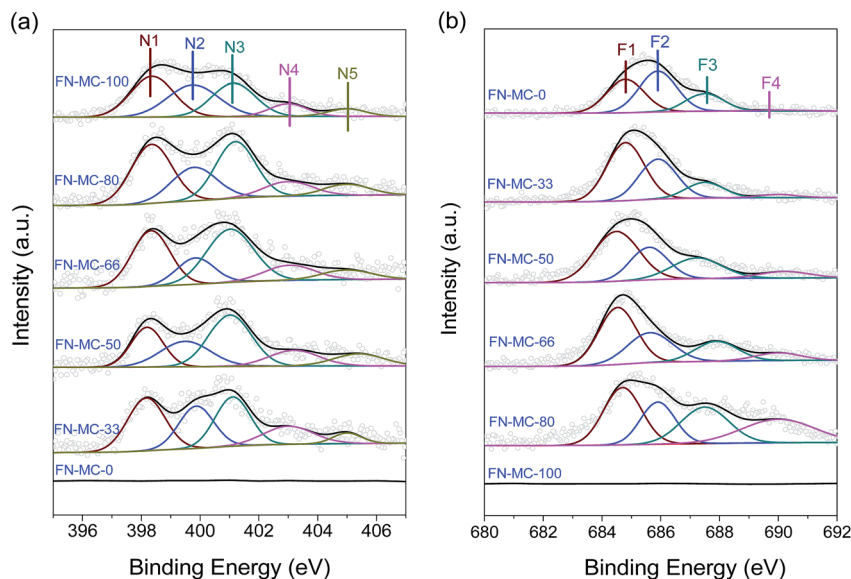 (a)
N1 N2 N3 N4 N5
FN-MC-100
FN-MC-80
FN-MC-66
FN-MC-50
FN-MC-33
FN-MC-0
Intensity (a.u.)
396 398 400 402 404 406
Binding Energy (eV)
(b)
F1 F2 F3 F4
FN-MC-0
FN-MC-33
FN-MC-50
FN-MC-66
FN-MC-80
FN-MC-100
Intensity (a.u.)
680 682 684 686 688 690 692
Binding Energy (eV)